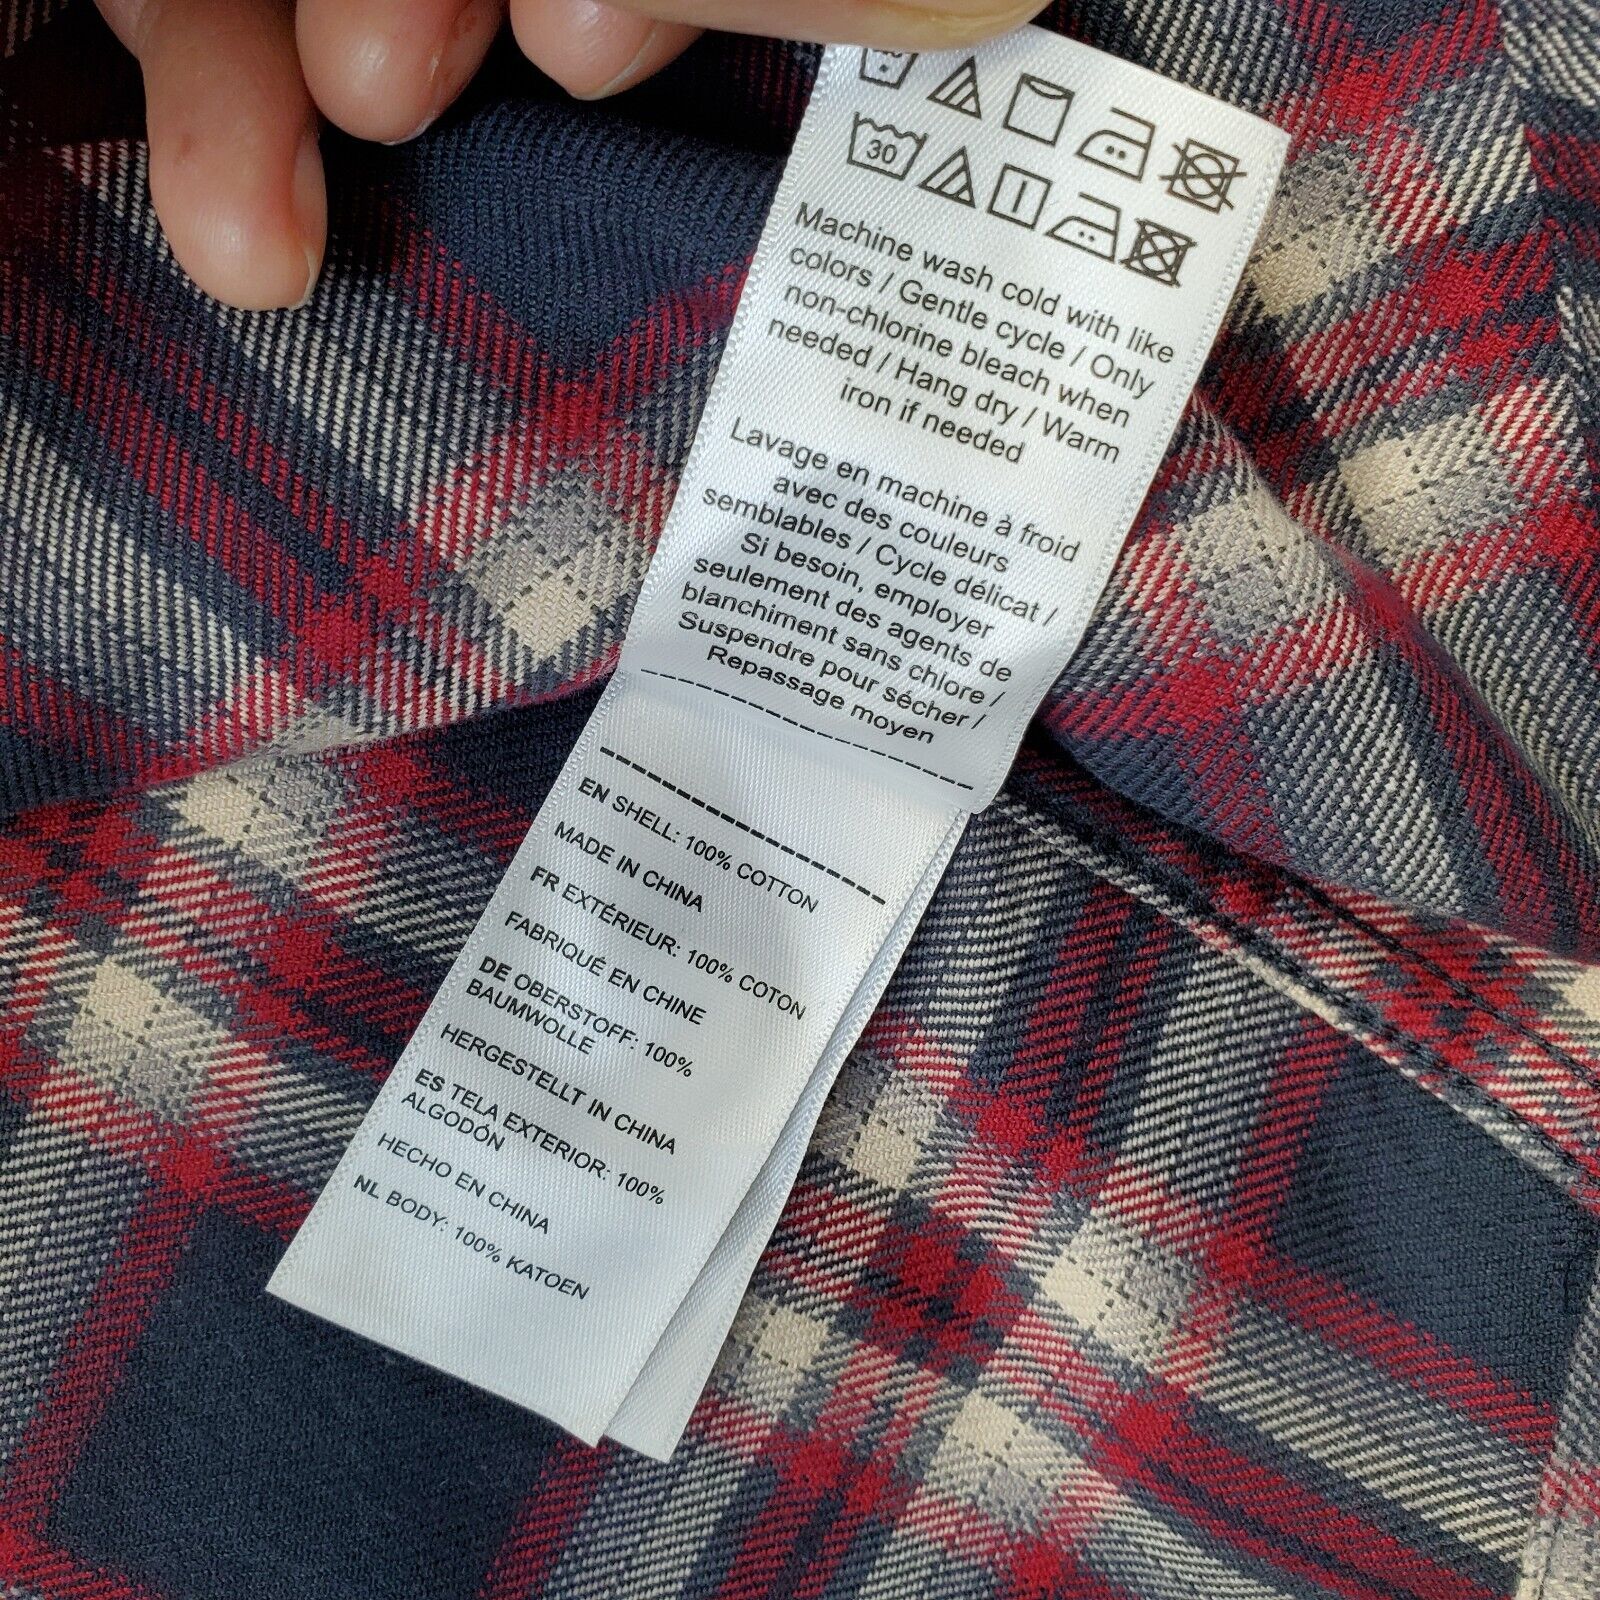 30
Machine wash cold with like
colors / Gentle cycle / Only
non-chlorine bleach when
needed / Hang dry / Warm
iron if needed
Lavage en machine à froid
avec des couleurs
semblables / Cycle délicat /
Si besoin, employer
seulement des agents de
blanchiment sans chlore /
Suspendre pour sécher /
Repassage moyen
EN SHELL: 100% COTTON
MADE IN CHINA
FR EXTÉRIEUR: 100% COTON
FABRIQUÉ EN CHINE
DE OBERSTOFF: 100%
BAUMWOLLE
HERGESTELLT IN CHINA
ES TELA EXTERIOR: 100%
ALGODÓN
HECHO EN CHINA
NL BODY: 100% KATOEN